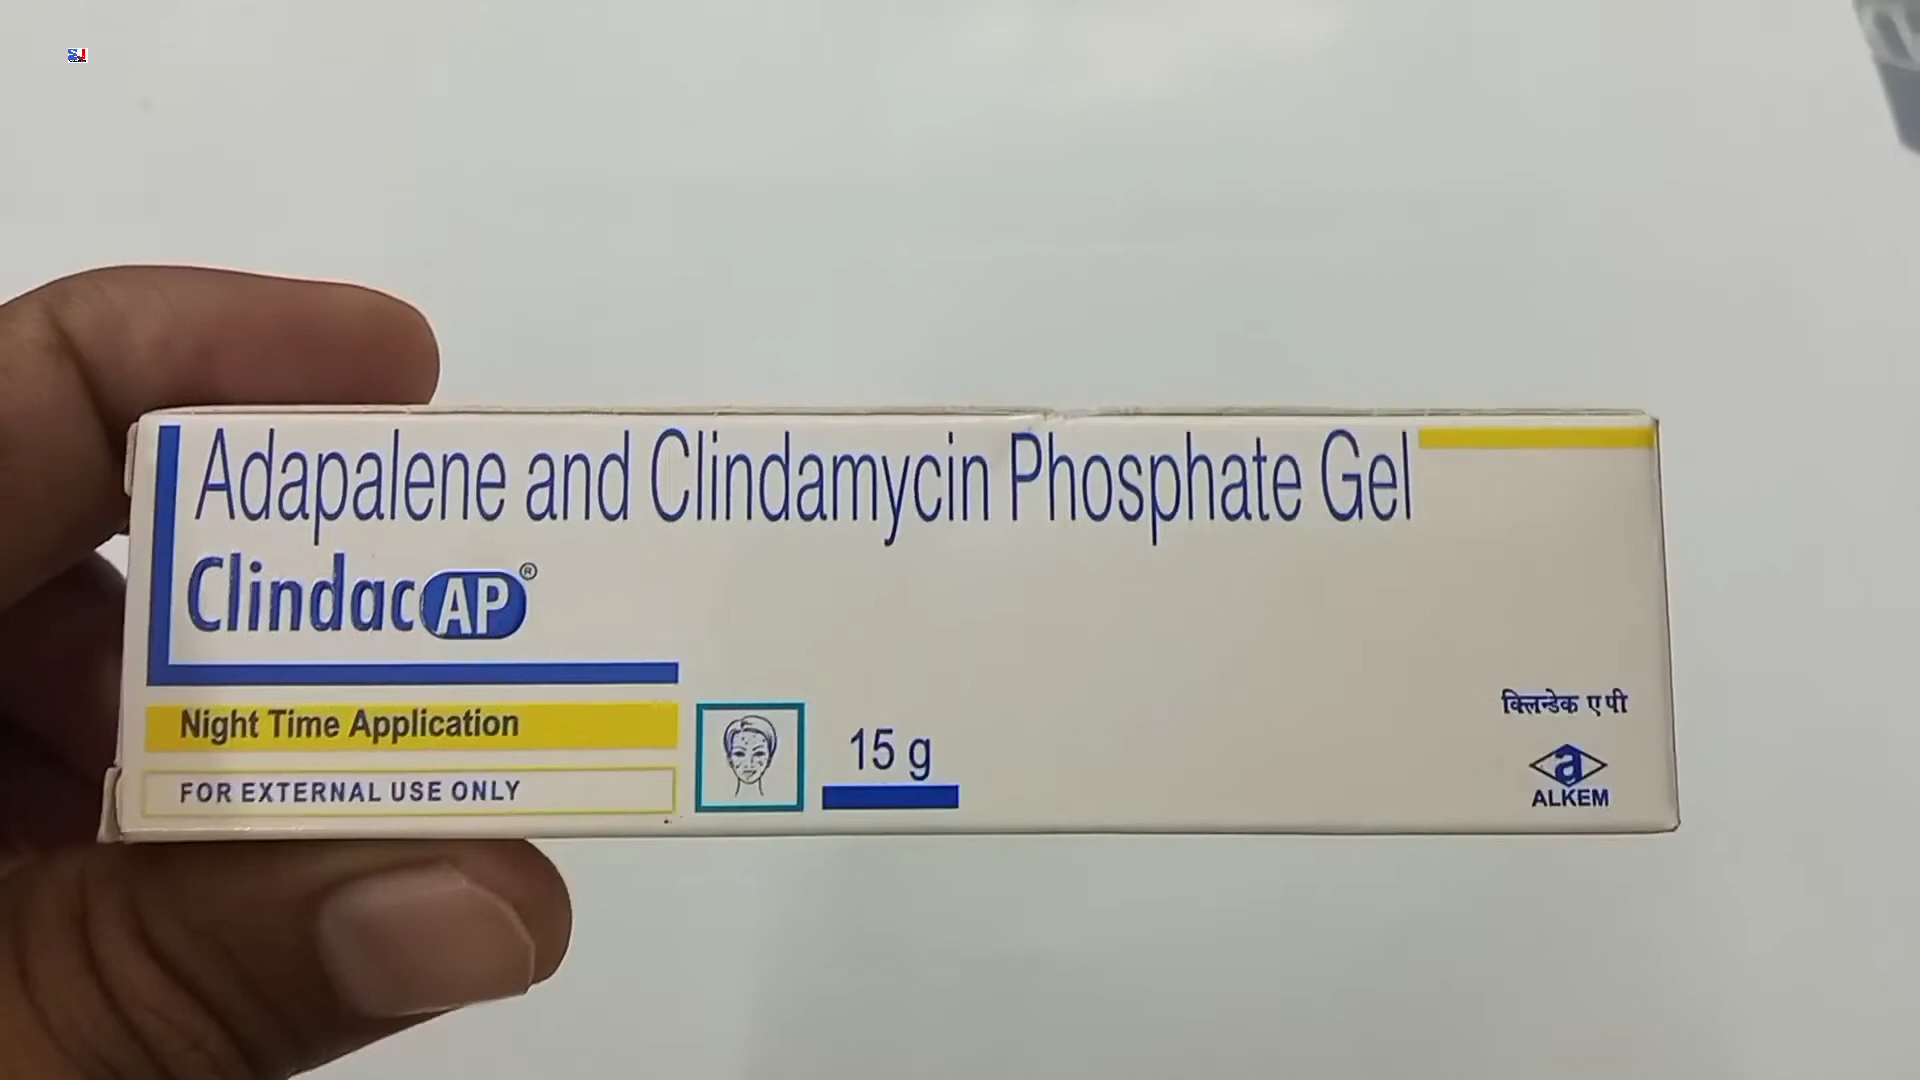 Adapalene and Clindamycin Phosphate Gel
Clindac AP®
Night Time Application
FOR EXTERNAL USE ONLY
15 g
क्लिन्डेक ए पी
a
ALKEM